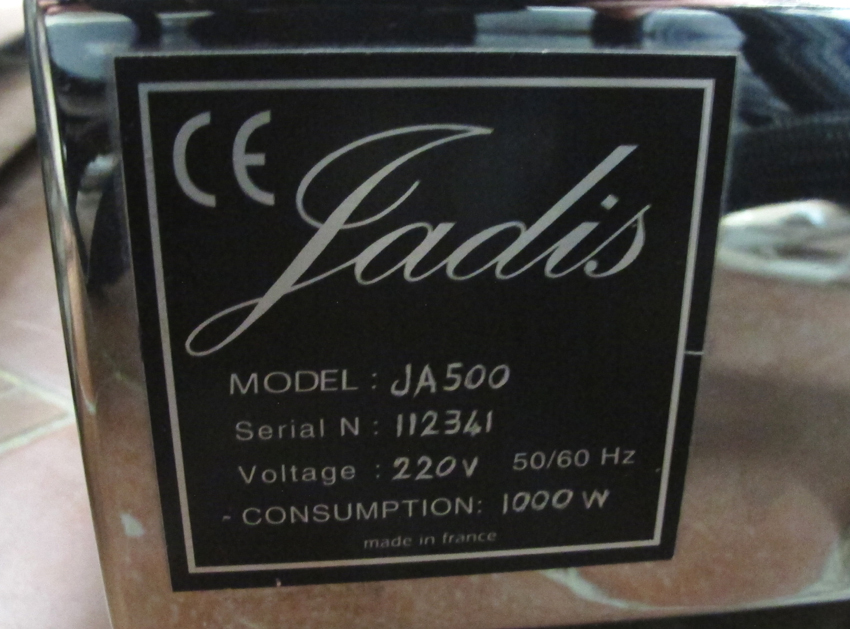 CE
Jadis
MODEL : JA500
Serial N : 112341
Voltage : 220V 50/60 Hz
- CONSUMPTION: 1000 W
made in france